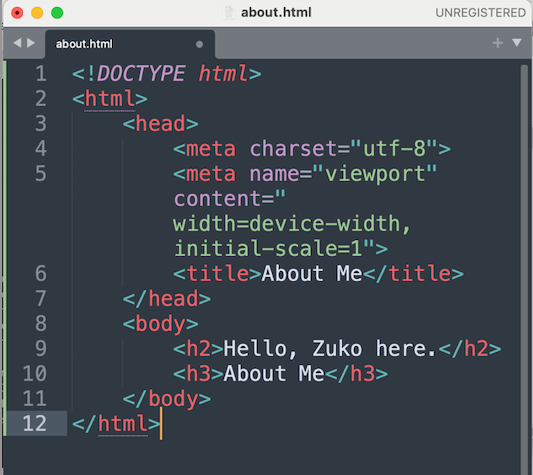 about.html
UNREGISTERED
about.html
1 <!DOCTYPE html>
2 <html>
3 <head>
4 <meta charset="utf-8">
5 <meta name="viewport"
content="
width=device-width,
initial-scale=1">
6 <title>About Me</title>
7 </head>
8 <body>
9 <h2>Hello, Zuko here.</h2>
10 <h3>About Me</h3>
11 </body>
12 </html>